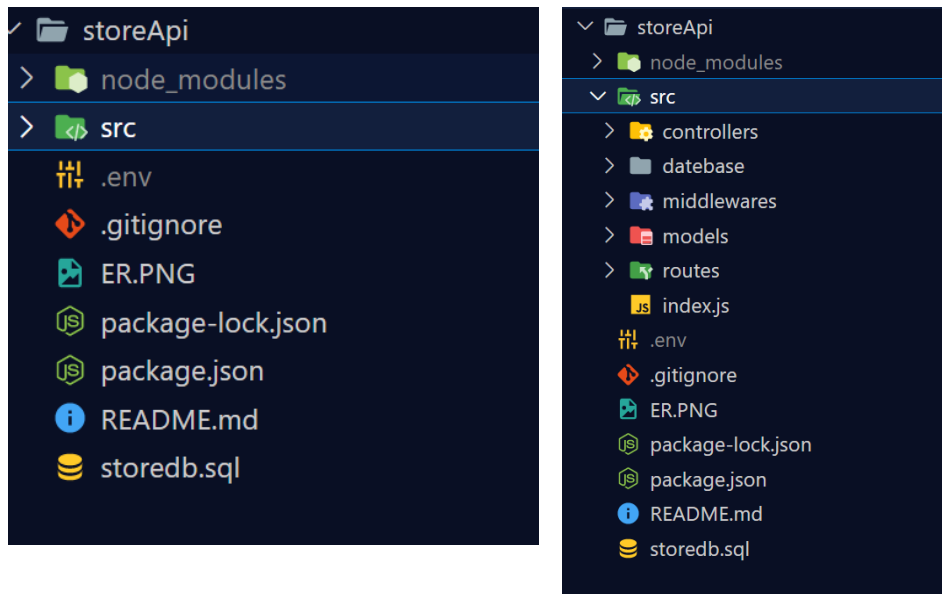 storeApi
node_modules
src
.env
.gitignore
ER.PNG
package-lock.json
package.json
README.md
storedb.sql
storeApi
node_modules
src
controllers
datebase
middlewares
models
routes
index.js
.env
.gitignore
ER.PNG
package-lock.json
package.json
README.md
storedb.sql